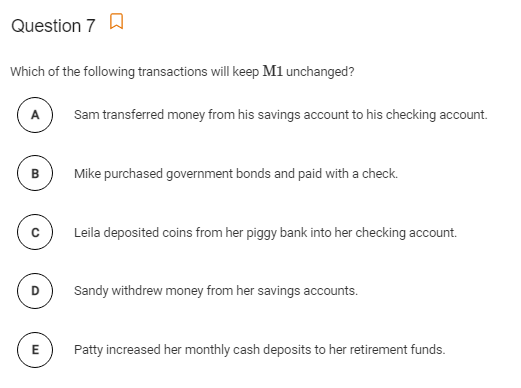 Question 7
Which of the following transactions will keep M1 unchanged?
A Sam transferred money from his savings account to his checking account.
B Mike purchased government bonds and paid with a check.
C Leila deposited coins from her piggy bank into her checking account.
D Sandy withdrew money from her savings accounts.
E Patty increased her monthly cash deposits to her retirement funds.